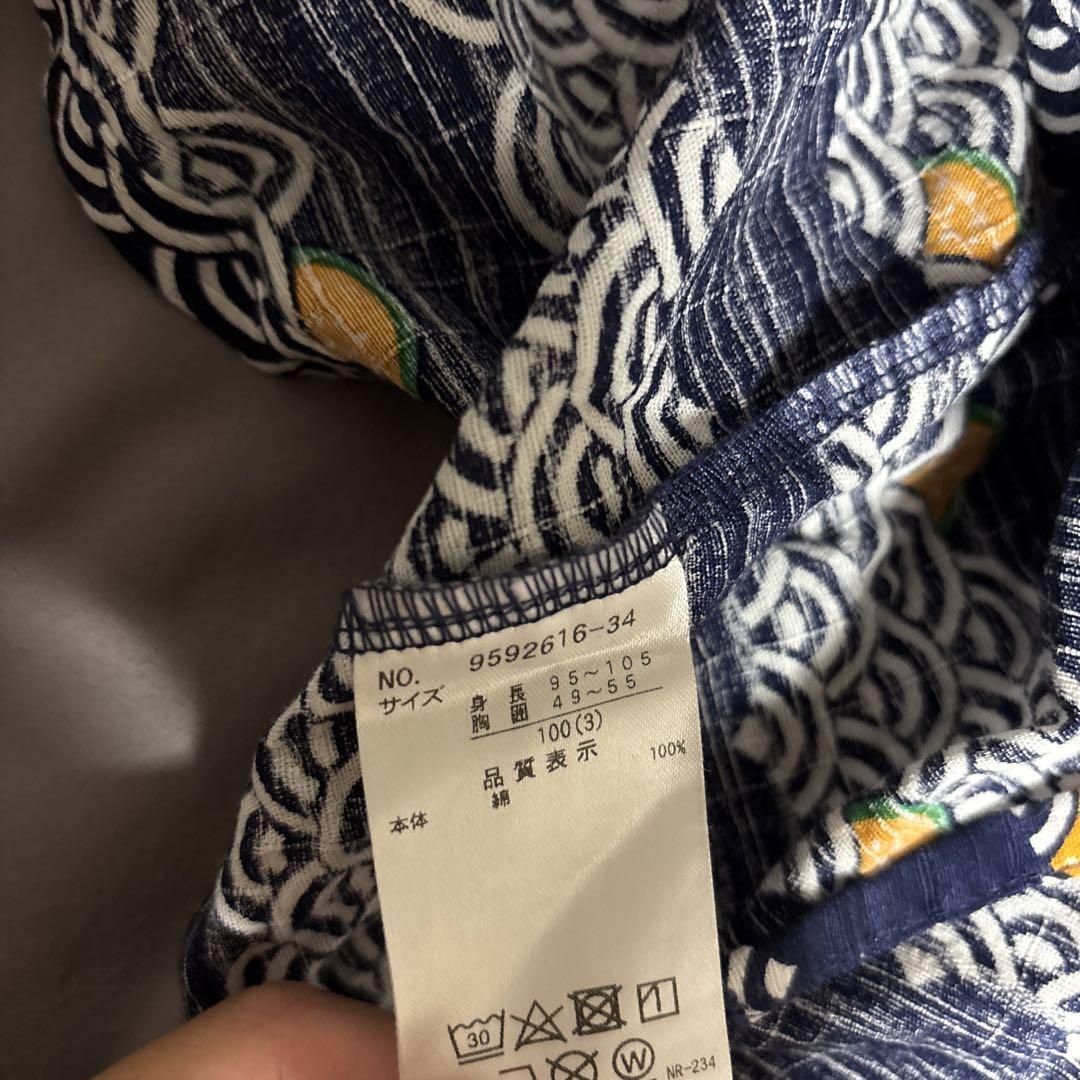 NO. 9592616-34
サイズ 身長 95～105
胸囲 49～55
100(3)
品質表示
本体 綿 100%
30
W
NR-234